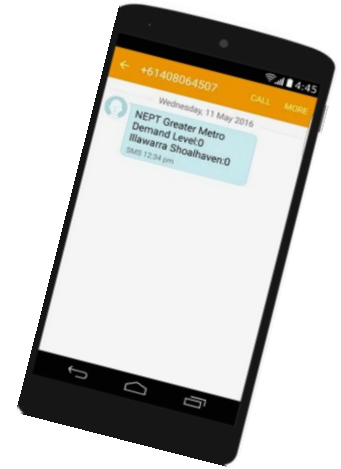 4:45
+61408064507 CALL MORE
Wednesday, 11 May 2016
NEPT Greater Metro
Demand Level:0
Illawarra Shoalhaven:0
SMS 12:34 pm